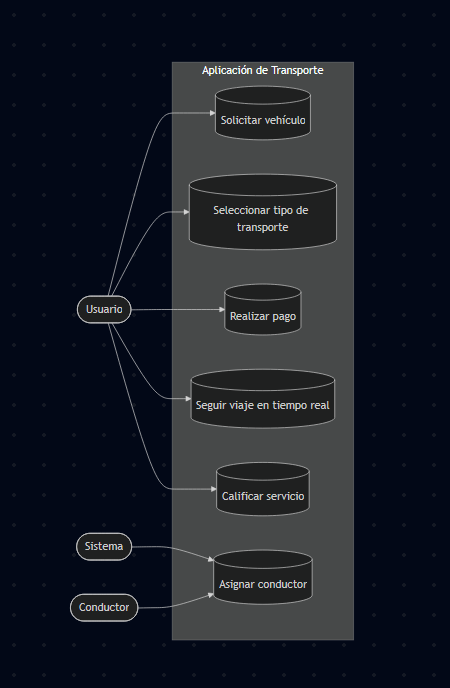 Aplicación de Transporte
Solicitar vehículo
Seleccionar tipo de
transporte
Usuario
Realizar pago
Seguir viaje en tiempo real
Calificar servicio
Sistema
Asignar conductor
Conductor